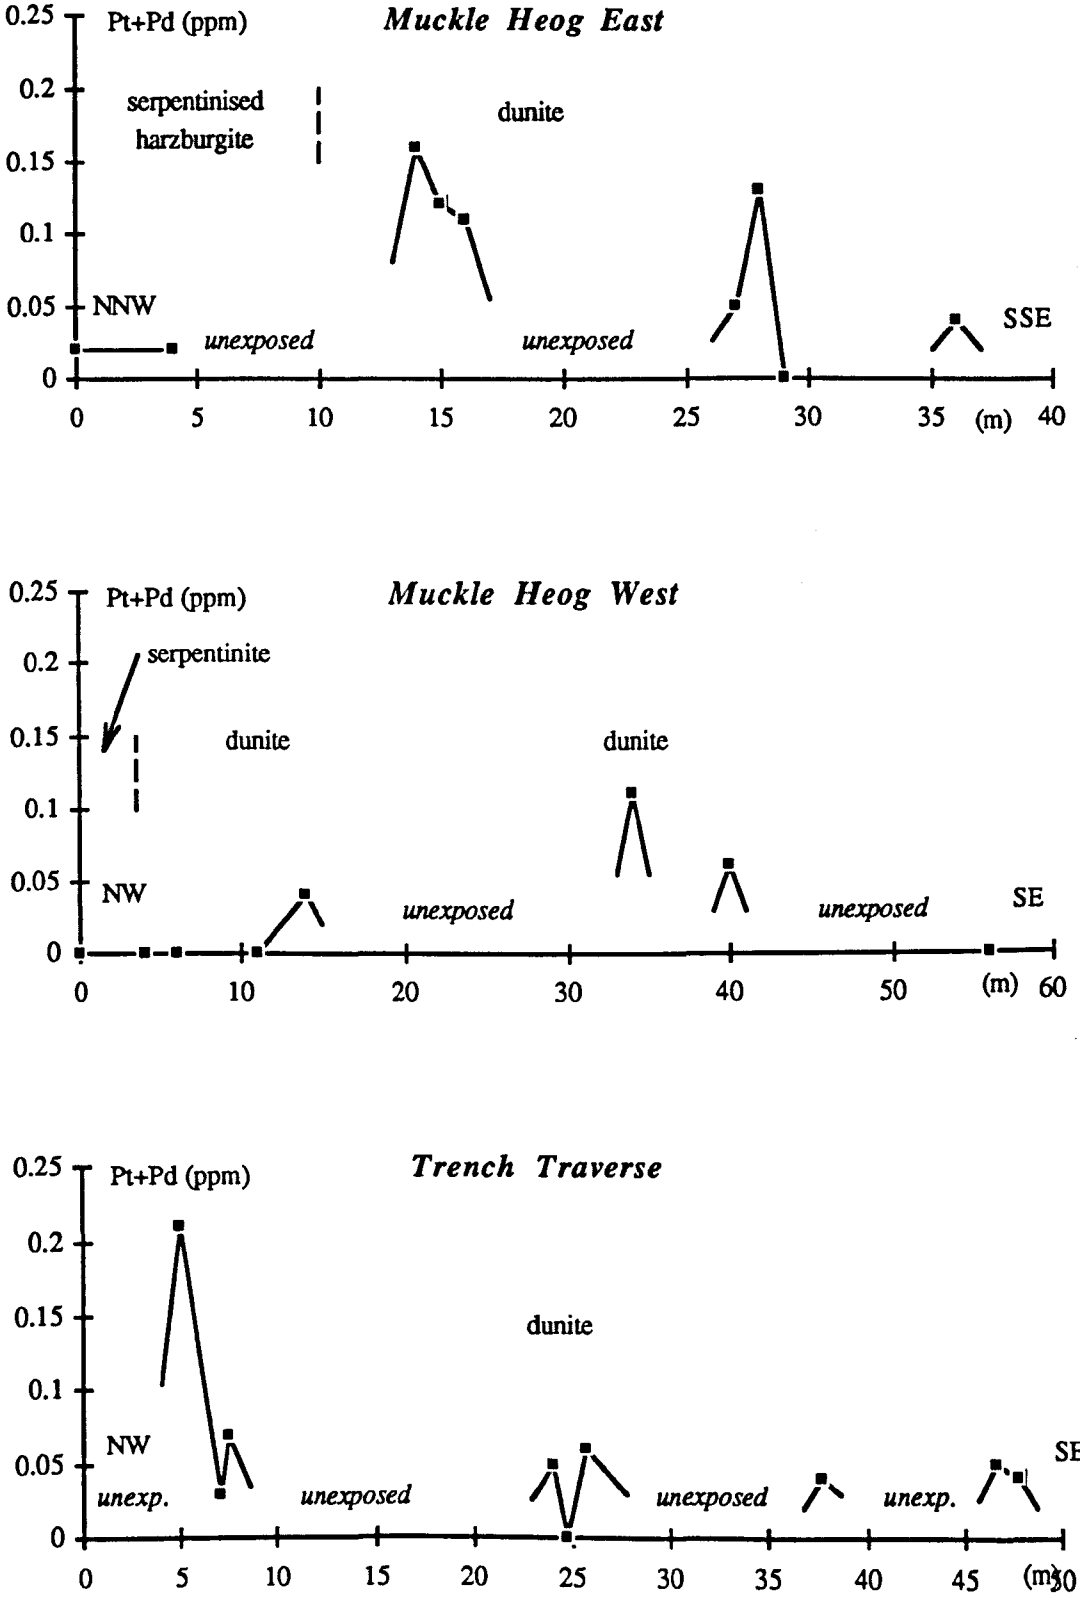 0.25
Pt+Pd (ppm)
Muckle Heog East
0.2
serpentinised
harzburgite
dunite
0.15
0.1
0.05
NNW
SSE
unexposed
unexposed
0
0 5 10 15 20 25 30 35 (m) 40
0.25
Pt+Pd (ppm)
Muckle Heog West
0.2
serpentinite
0.15
dunite
dunite
0.1
0.05
NW
SE
unexposed
unexposed
0
0 10 20 30 40 50 (m) 60
0.25
Pt+Pd (ppm)
Trench Traverse
0.2
0.15
dunite
0.1
NW
SE
0.05
unexp.
unexposed
unexposed
unexp.
0
0 5 10 15 20 25 30 35 40 45 (m) 50